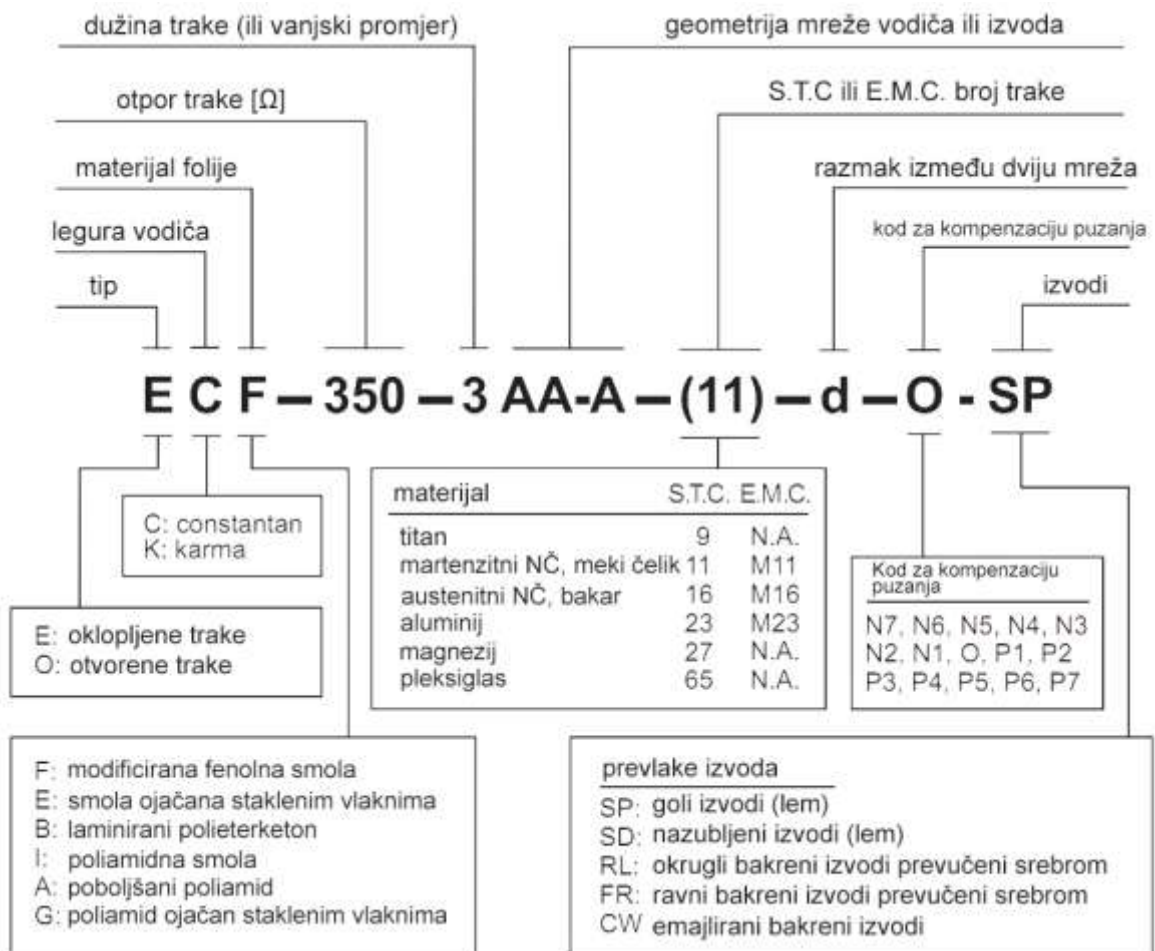 dužina trake (ili vanjski promjer)
geometrija mreže vodiča ili izvoda
otpor trake [Ω]
S.T.C ili E.M.C. broj trake
materijal folije
razmak između dviju mreža
legura vodiča
kod za kompenzaciju puzanja
tip
izvodi
E C F – 350 – 3 AA-A – (11) – d – O - SP
C: constantan
K: karma
E: oklopljene trake
O: otvorene trake
materijal S.T.C. E.M.C.
titan 9 N.A.
martenzitni NČ, meki čelik 11 M11
austenitni NČ, bakar 16 M16
aluminij 23 M23
magnezij 27 N.A.
pleksiglas 65 N.A.
Kod za kompenzaciju
puzanja
N7, N6, N5, N4, N3
N2, N1, O, P1, P2
P3, P4, P5, P6, P7
F: modificirana fenolna smola
E: smola ojačana staklenim vlaknima
B: laminirani polieterketon
I: poliamidna smola
A: poboljšani poliamid
G: poliamid ojačan staklenim vlaknima
prevlake izvoda
SP: goli izvodi (lem)
SD: nazubljeni izvodi (lem)
RL: okrugli bakreni izvodi prevučeni srebrom
FR: ravni bakreni izvodi prevučeni srebrom
CW emajlirani bakreni izvodi